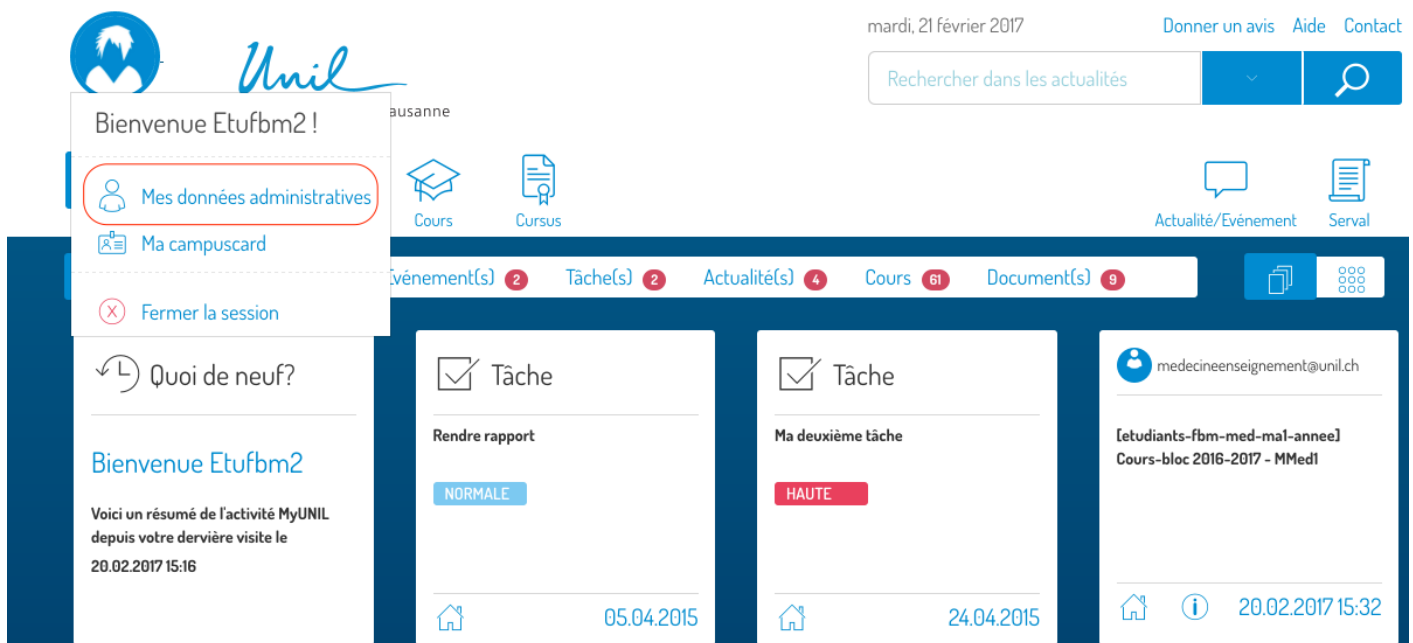 mardi, 21 février 2017
Donner un avis Aide Contact
Unil
Rechercher dans les actualités
ausanne
Bienvenue Etufbm2 !
Mes données administratives
Ma campuscard
Fermer la session
Cours
Cursus
Actualité/Evénement
Serval
Evénement(s) 2
Tâche(s) 2
Actualité(s) 4
Cours 61
Document(s) 9
Quoi de neuf?
Bienvenue Etufbm2
Voici un résumé de l'activité MyUNIL
depuis votre dervière visite le
20.02.2017 15:16
Tâche
Rendre rapport
NORMALE
05.04.2015
Tâche
Ma deuxième tâche
HAUTE
24.04.2015
medecineenseignement@unil.ch
[etudiants-fbm-med-ma1-annee]
Cours-bloc 2016-2017 - MMed1
20.02.2017 15:32